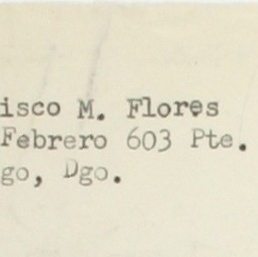 isco M. Flores
Febrero 603 Pte.
go, Dgo.